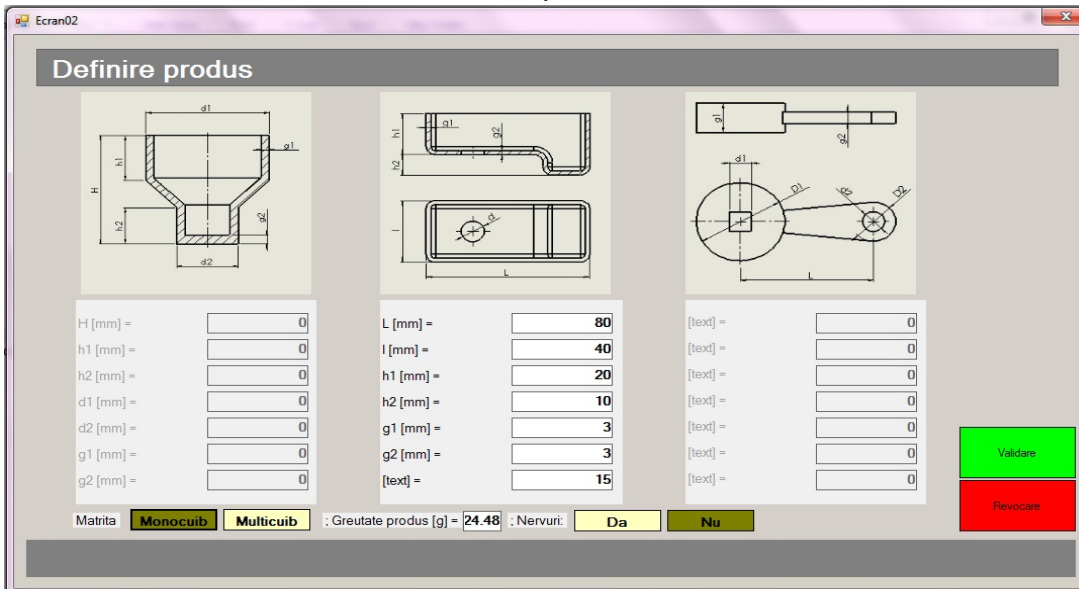 Ecran02
Definire produs
d1
g1
h1
H
h2
g2
d2
g1
g2
h1
h2
d
l
L
g1
g2
d1
D1
d2
D2
L
H [mm] = 0
h1 [mm] = 0
h2 [mm] = 0
d1 [mm] = 0
d2 [mm] = 0
g1 [mm] = 0
g2 [mm] = 0
L [mm] = 80
l [mm] = 40
h1 [mm] = 20
h2 [mm] = 10
g1 [mm] = 3
g2 [mm] = 3
[text] = 15
[text] = 0
[text] = 0
[text] = 0
[text] = 0
[text] = 0
[text] = 0
[text] = 0
Validare
Revocare
Matrita Monocuib Multicuib ; Greutate produs [g] = 24.48 ; Nervuri: Da Nu